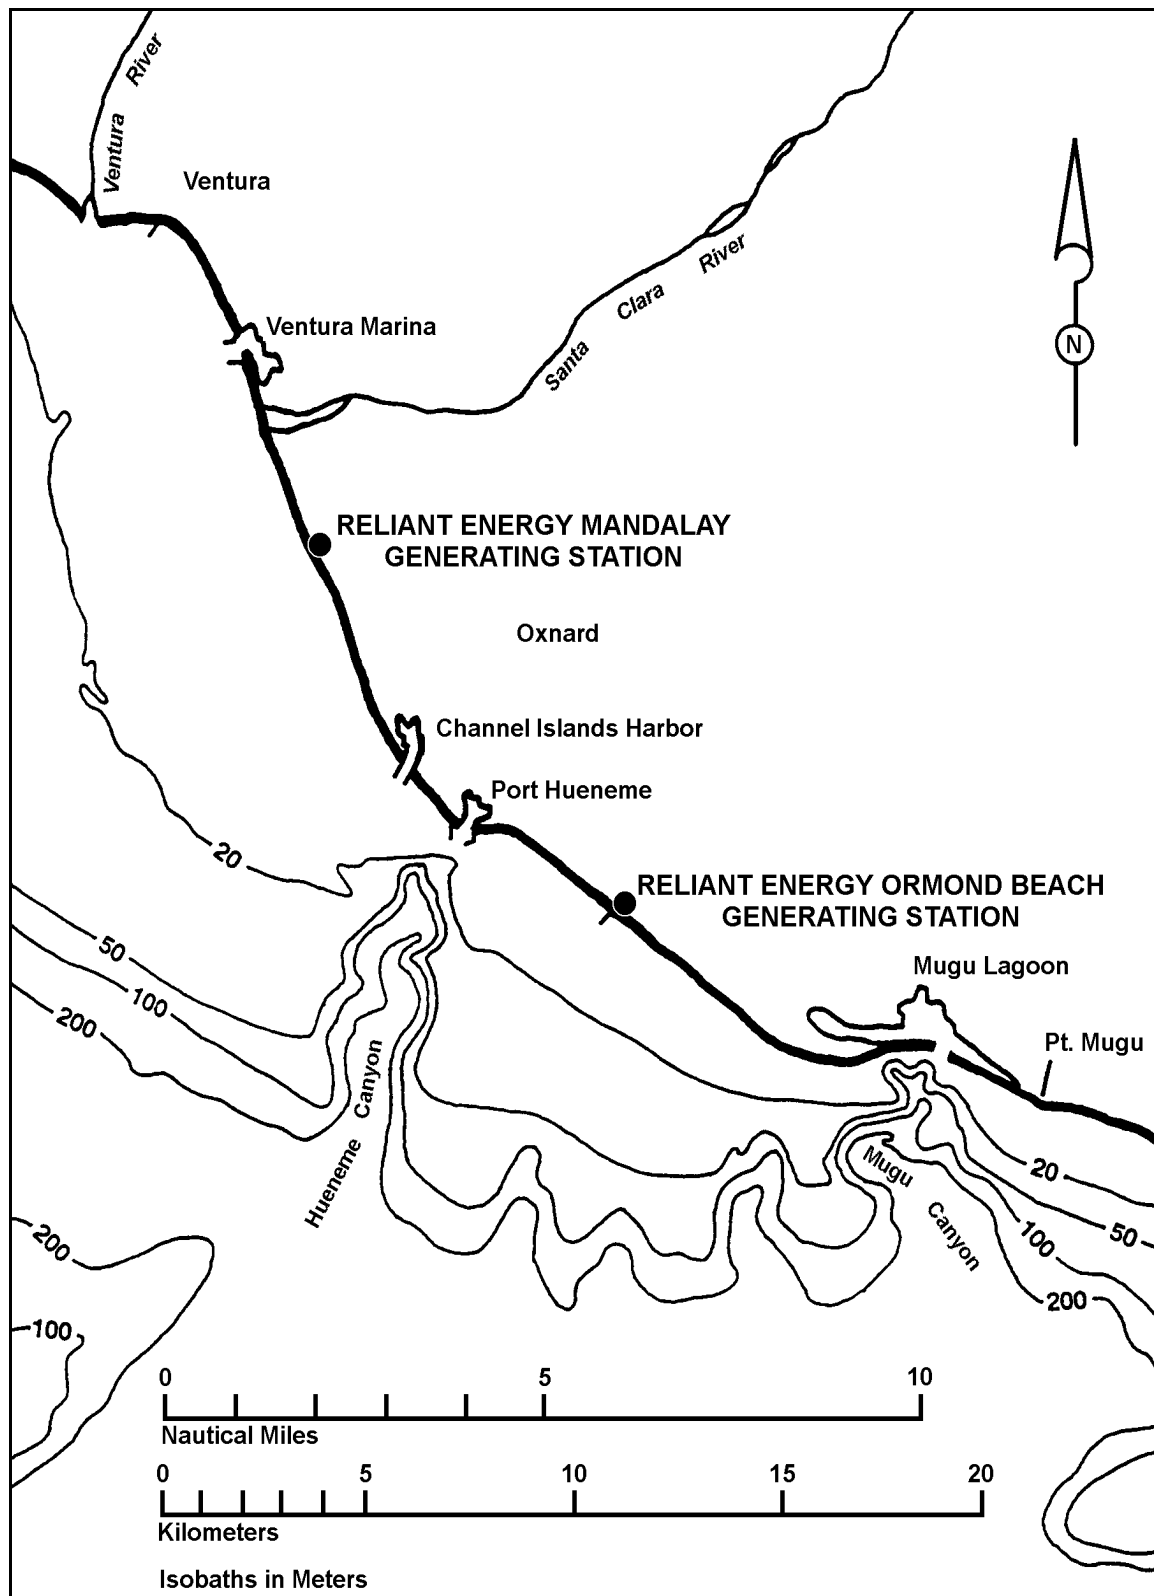 Ventura River
Ventura
Ventura Marina
Santa Clara River
N
RELIANT ENERGY MANDALAY
GENERATING STATION
Oxnard
Channel Islands Harbor
Port Hueneme
20
RELIANT ENERGY ORMOND BEACH
GENERATING STATION
50
100
200
Mugu Lagoon
Pt. Mugu
Hueneme Canyon
Mugu Canyon
20
50
100
200
200
100
0 5 10
Nautical Miles
0 5 10 15 20
Kilometers
Isobaths in Meters